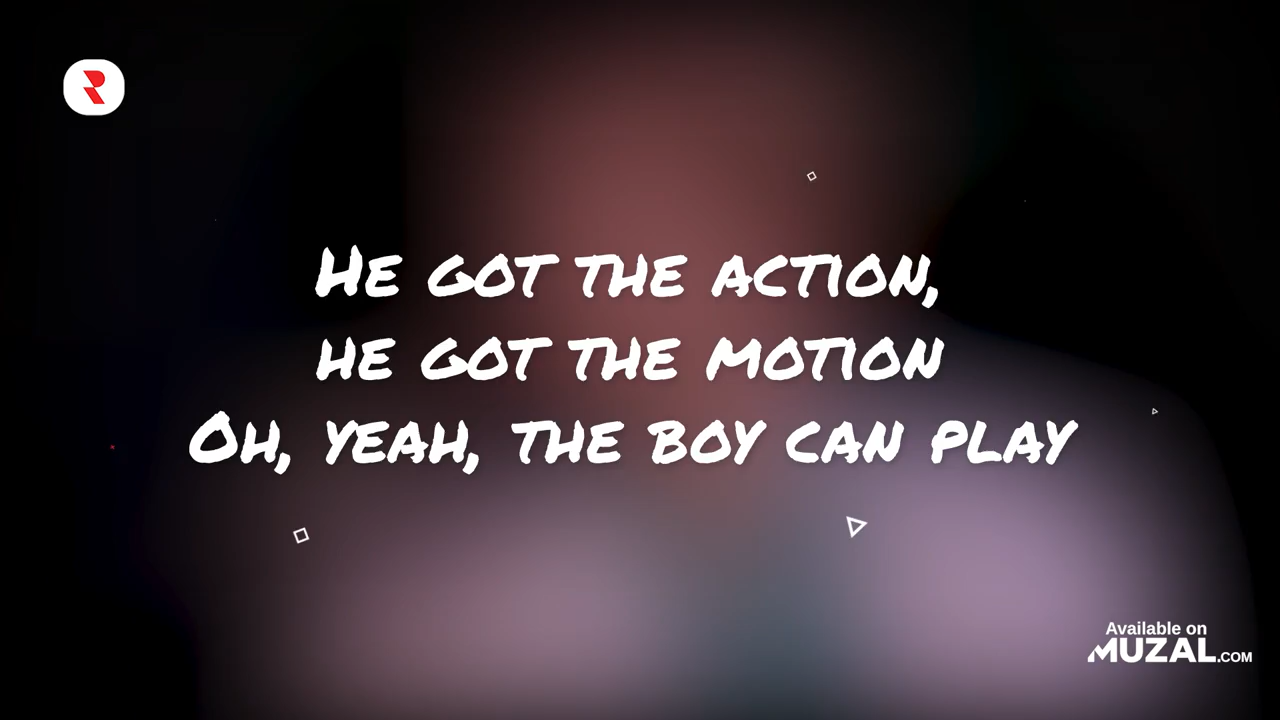 He got the action,
he got the motion
Oh, yeah, the boy can play
Available on
MUZAL.COM